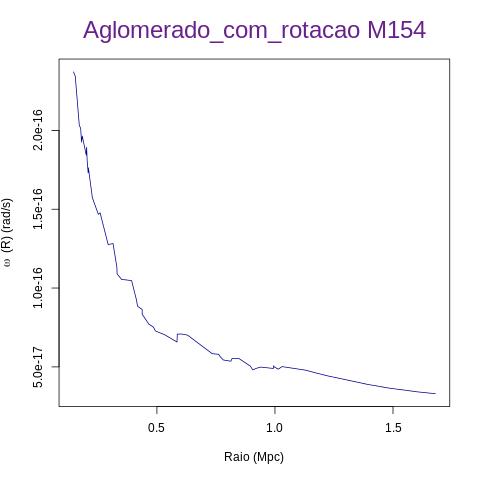 Aglomerado_com_rotacao M154
ω (R) (rad/s)
2.0e-16
1.5e-16
1.0e-16
5.0e-17
0.5 1.0 1.5
Raio (Mpc)